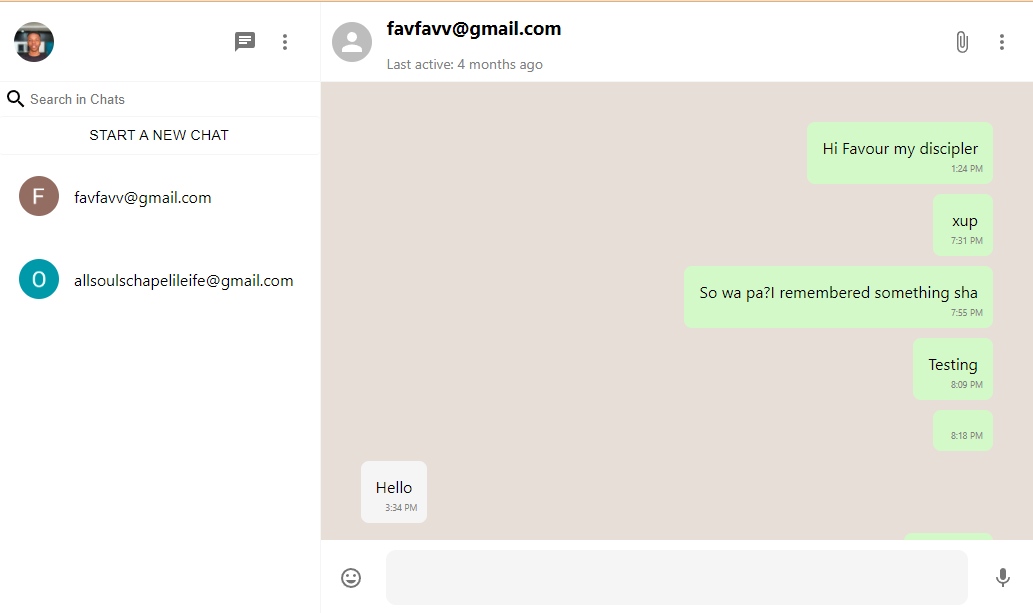 favfavv@gmail.com
Last active: 4 months ago
Search in Chats
START A NEW CHAT
F
favfavv@gmail.com
O
allsoulschapelileife@gmail.com
Hi Favour my discipler
1:24 PM
xup
7:31 PM
So wa pa?I remembered something sha
7:55 PM
Testing
8:09 PM
8:18 PM
Hello
3:34 PM